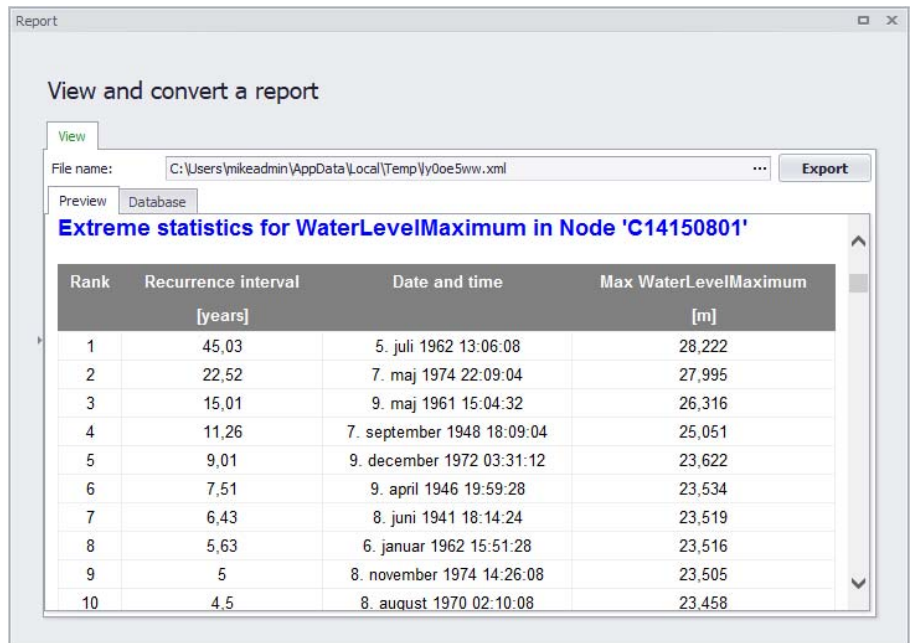 Report
View and convert a report
View
File name: C:\Users\mikeadmin\AppData\Local\Temp\ly0oe5ww.xml ... Export
Preview Database
Extreme statistics for WaterLevelMaximum in Node 'C14150801'
Rank Recurrence interval Date and time Max WaterLevelMaximum
[years] [m]
1 45,03 5. juli 1962 13:06:08 28,222
2 22,52 7. maj 1974 22:09:04 27,995
3 15,01 9. maj 1961 15:04:32 26,316
4 11,26 7. september 1948 18:09:04 25,051
5 9,01 9. december 1972 03:31:12 23,622
6 7,51 9. april 1946 19:59:28 23,534
7 6,43 8. juni 1941 18:14:24 23,519
8 5,63 6. januar 1962 15:51:28 23,516
9 5 8. november 1974 14:26:08 23,505
10 4,5 8. august 1970 02:10:08 23,458